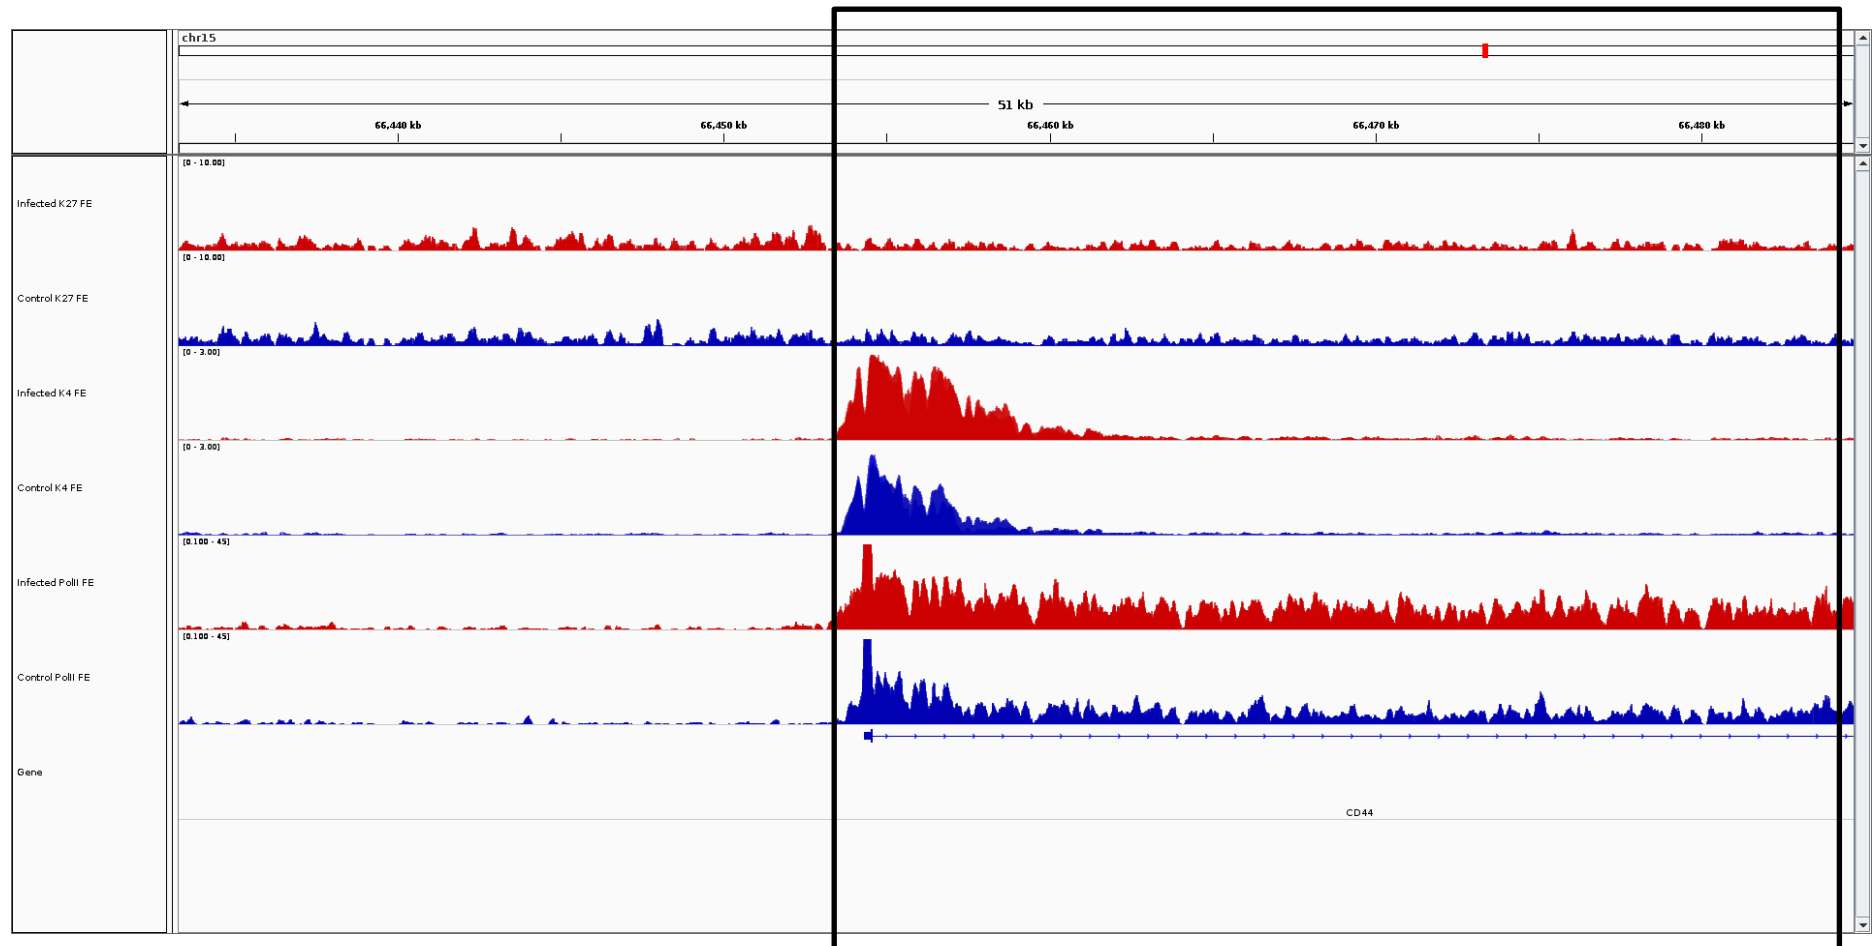 chr15
51 kb
66,440 kb 66,450 kb 66,460 kb 66,470 kb 66,480 kb
[0 - 10.00]
Infected K27 FE
[0 - 10.00]
Control K27 FE
[0 - 3.00]
Infected K4 FE
[0 - 3.00]
Control K4 FE
[0.100 - 45]
Infected PolII FE
[0.100 - 45]
Control PolII FE
Gene
CD44